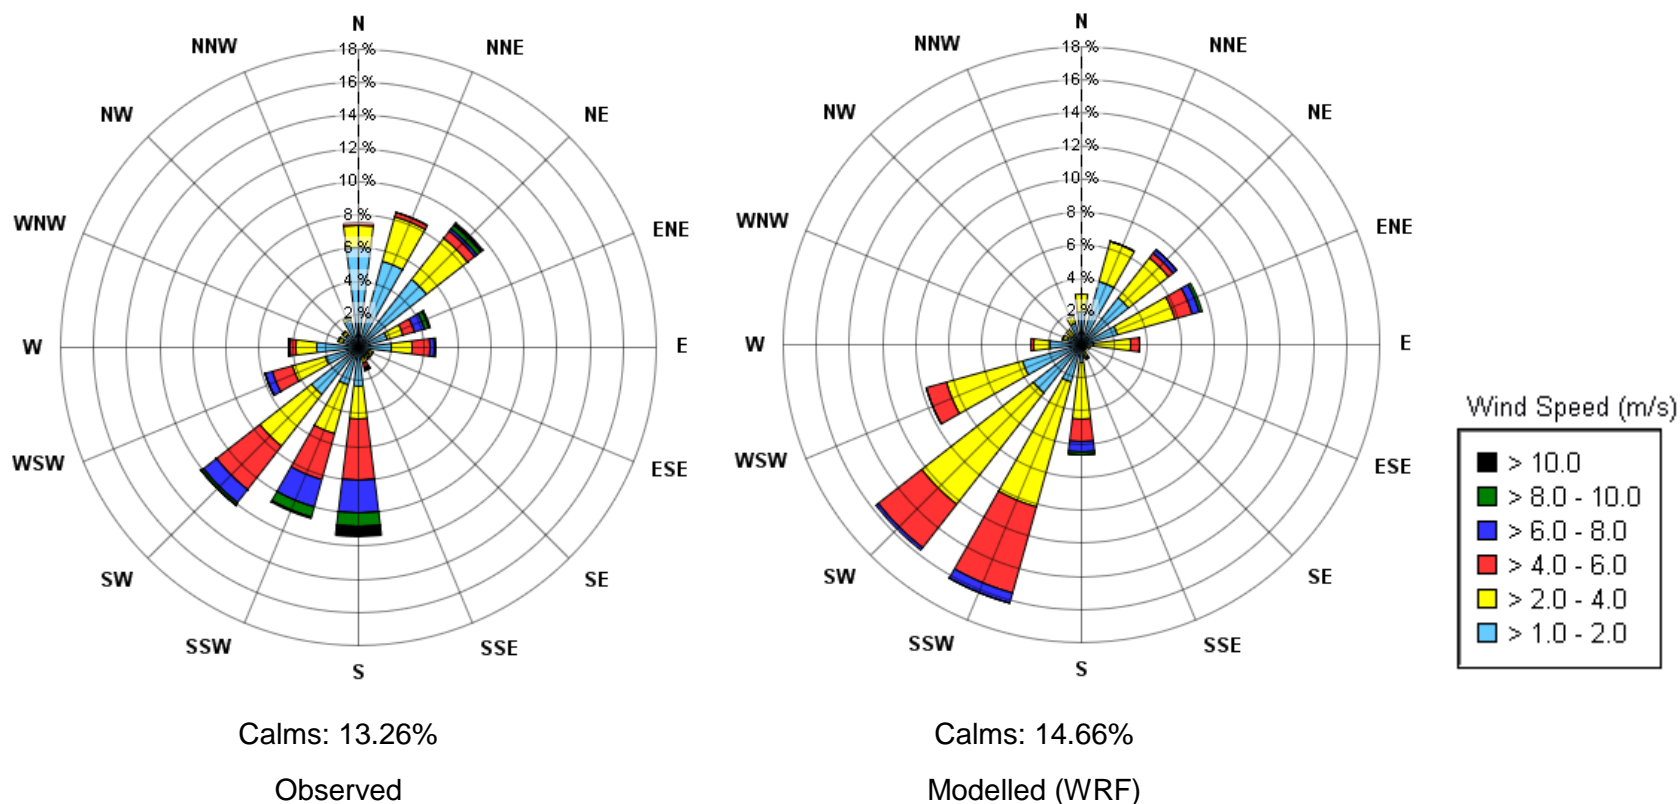 N
NNW
NNE
NW
NE
WNW
ENE
W
E
WSW
ESE
SW
SE
SSW
SSE
S
18 %
16 %
14 %
12 %
10 %
8 %
6 %
4 %
2 %
Calms: 13.26%
Observed
N
NNW
NNE
NW
NE
WNW
ENE
W
E
WSW
ESE
SW
SE
SSW
SSE
S
18 %
16 %
14 %
12 %
10 %
8 %
6 %
4 %
2 %
Calms: 14.66%
Modelled (WRF)
Wind Speed (m/s)
> 10.0
> 8.0 - 10.0
> 6.0 - 8.0
> 4.0 - 6.0
> 2.0 - 4.0
> 1.0 - 2.0